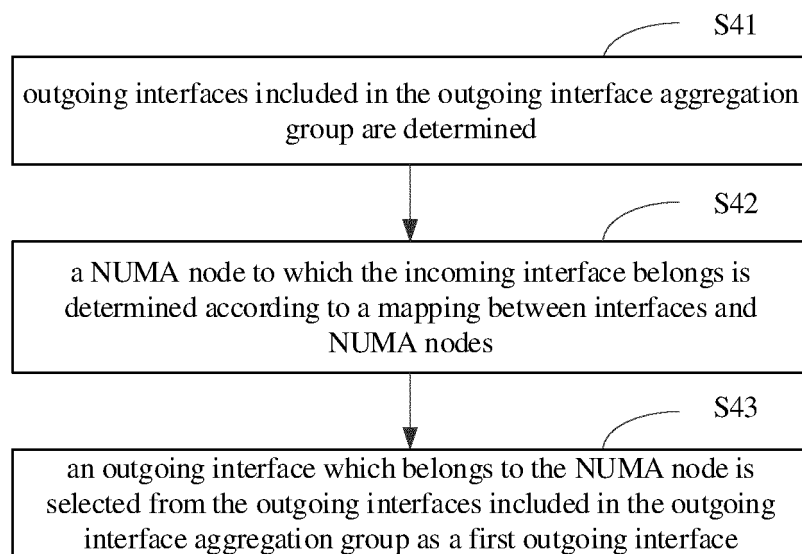 S41
outgoing interfaces included in the outgoing interface aggregation
group are determined
S42
a NUMA node to which the incoming interface belongs is
determined according to a mapping between interfaces and
NUMA nodes
S43
an outgoing interface which belongs to the NUMA node is
selected from the outgoing interfaces included in the outgoing
interface aggregation group as a first outgoing interface